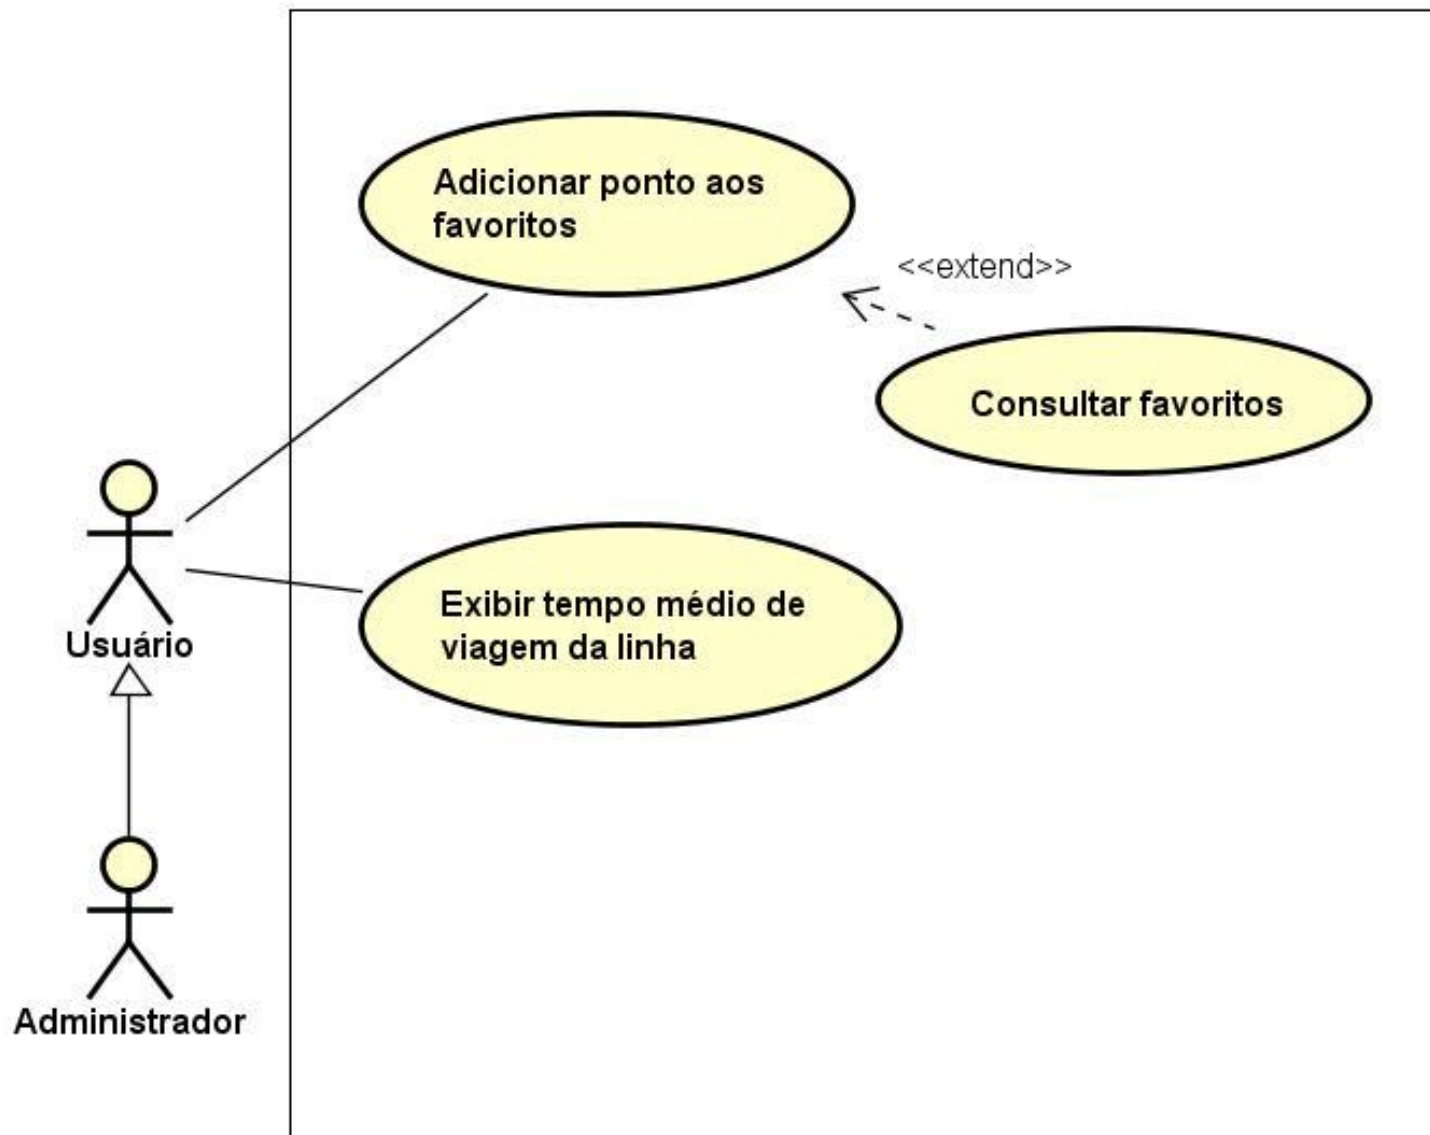 Adicionar ponto aos
favoritos
<<extend>>
Consultar favoritos
Exibir tempo médio de
viagem da linha
Usuário
Administrador